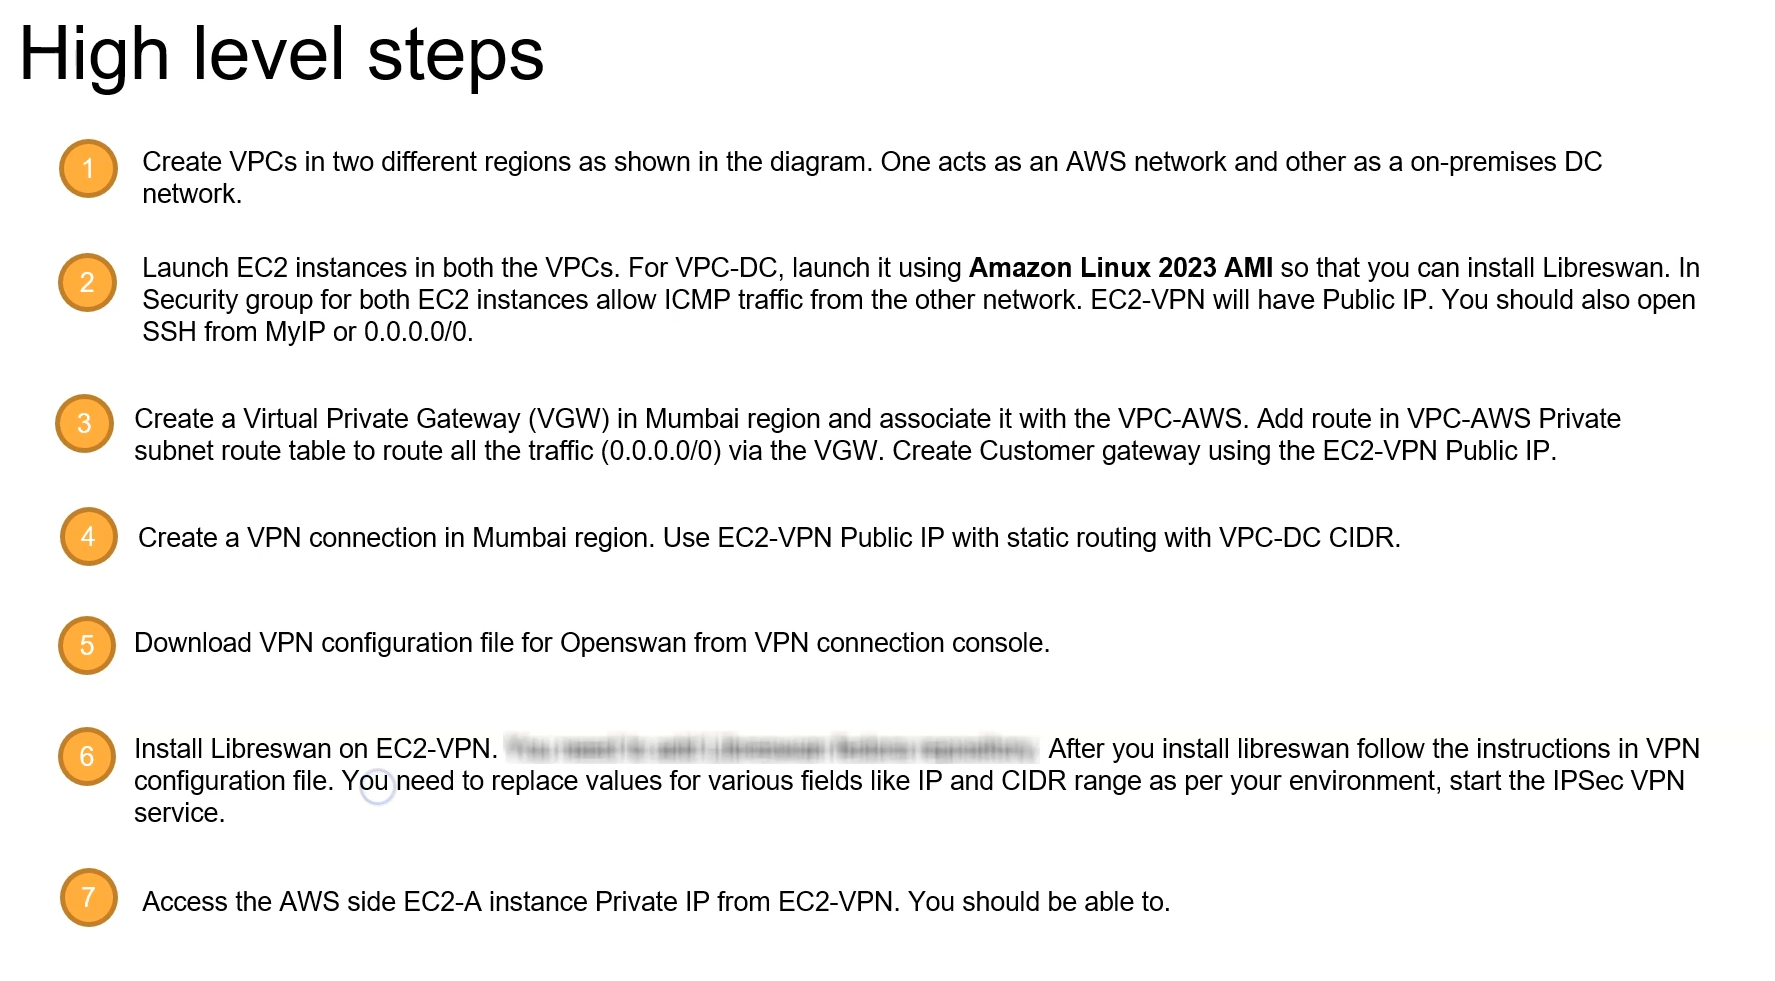 High level steps
1
Create VPCs in two different regions as shown in the diagram. One acts as an AWS network and other as a on-premises DC
network.
2
Launch EC2 instances in both the VPCs. For VPC-DC, launch it using Amazon Linux 2023 AMI so that you can install Libreswan. In
Security group for both EC2 instances allow ICMP traffic from the other network. EC2-VPN will have Public IP. You should also open
SSH from MyIP or 0.0.0.0/0.
3
Create a Virtual Private Gateway (VGW) in Mumbai region and associate it with the VPC-AWS. Add route in VPC-AWS Private
subnet route table to route all the traffic (0.0.0.0/0) via the VGW. Create Customer gateway using the EC2-VPN Public IP.
4
Create a VPN connection in Mumbai region. Use EC2-VPN Public IP with static routing with VPC-DC CIDR.
5
Download VPN configuration file for Openswan from VPN connection console.
6
Install Libreswan on EC2-VPN. After you install libreswan follow the instructions in VPN
configuration file. You need to replace values for various fields like IP and CIDR range as per your environment, start the IPSec VPN
service.
7
Access the AWS side EC2-A instance Private IP from EC2-VPN. You should be able to.